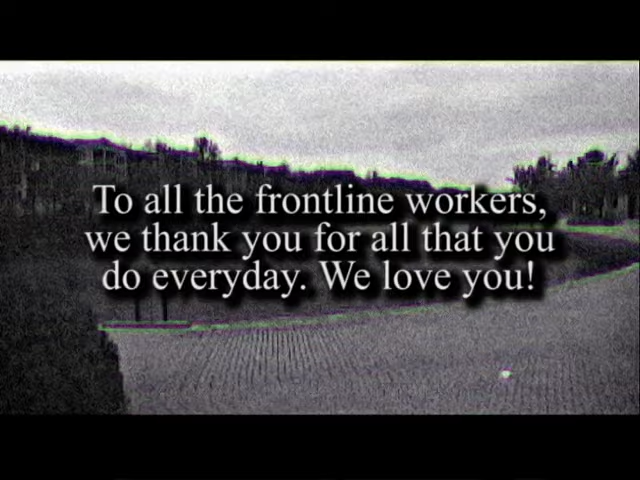 To all the frontline workers,
we thank you for all that you
do everyday. We love you!